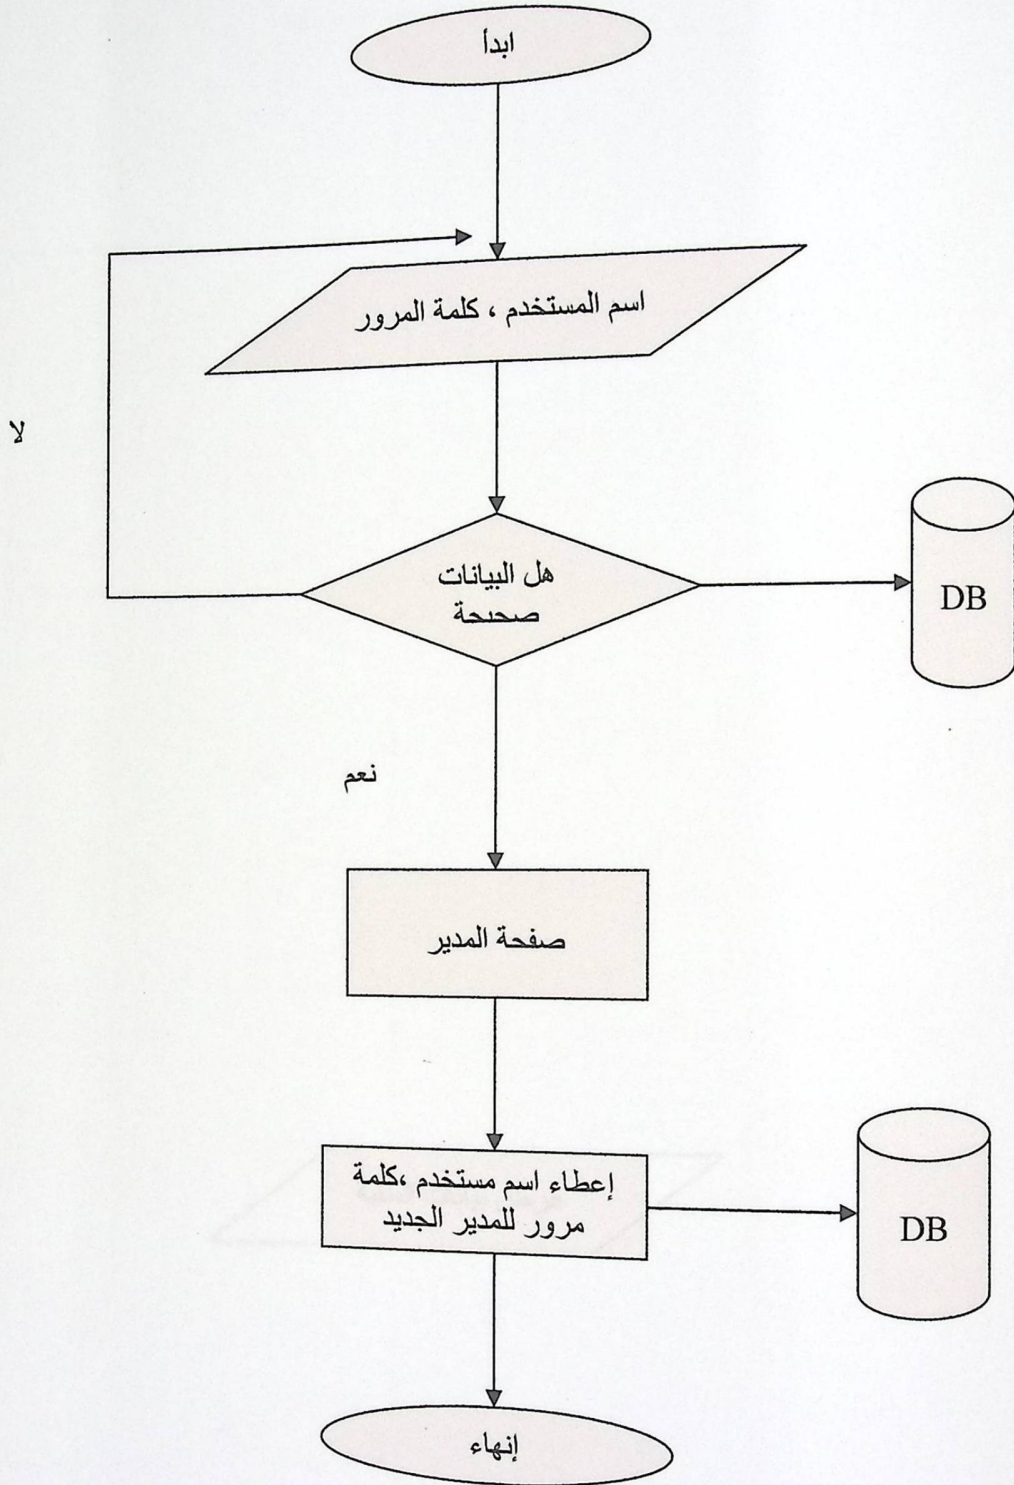 ابدأ
اسم المستخدم ، كلمة المرور
لا
هل البيانات
صحيحة
DB
نعم
صفحة المدير
إعطاء اسم مستخدم ،كلمة
مرور للمدير الجديد
DB
إنهاء